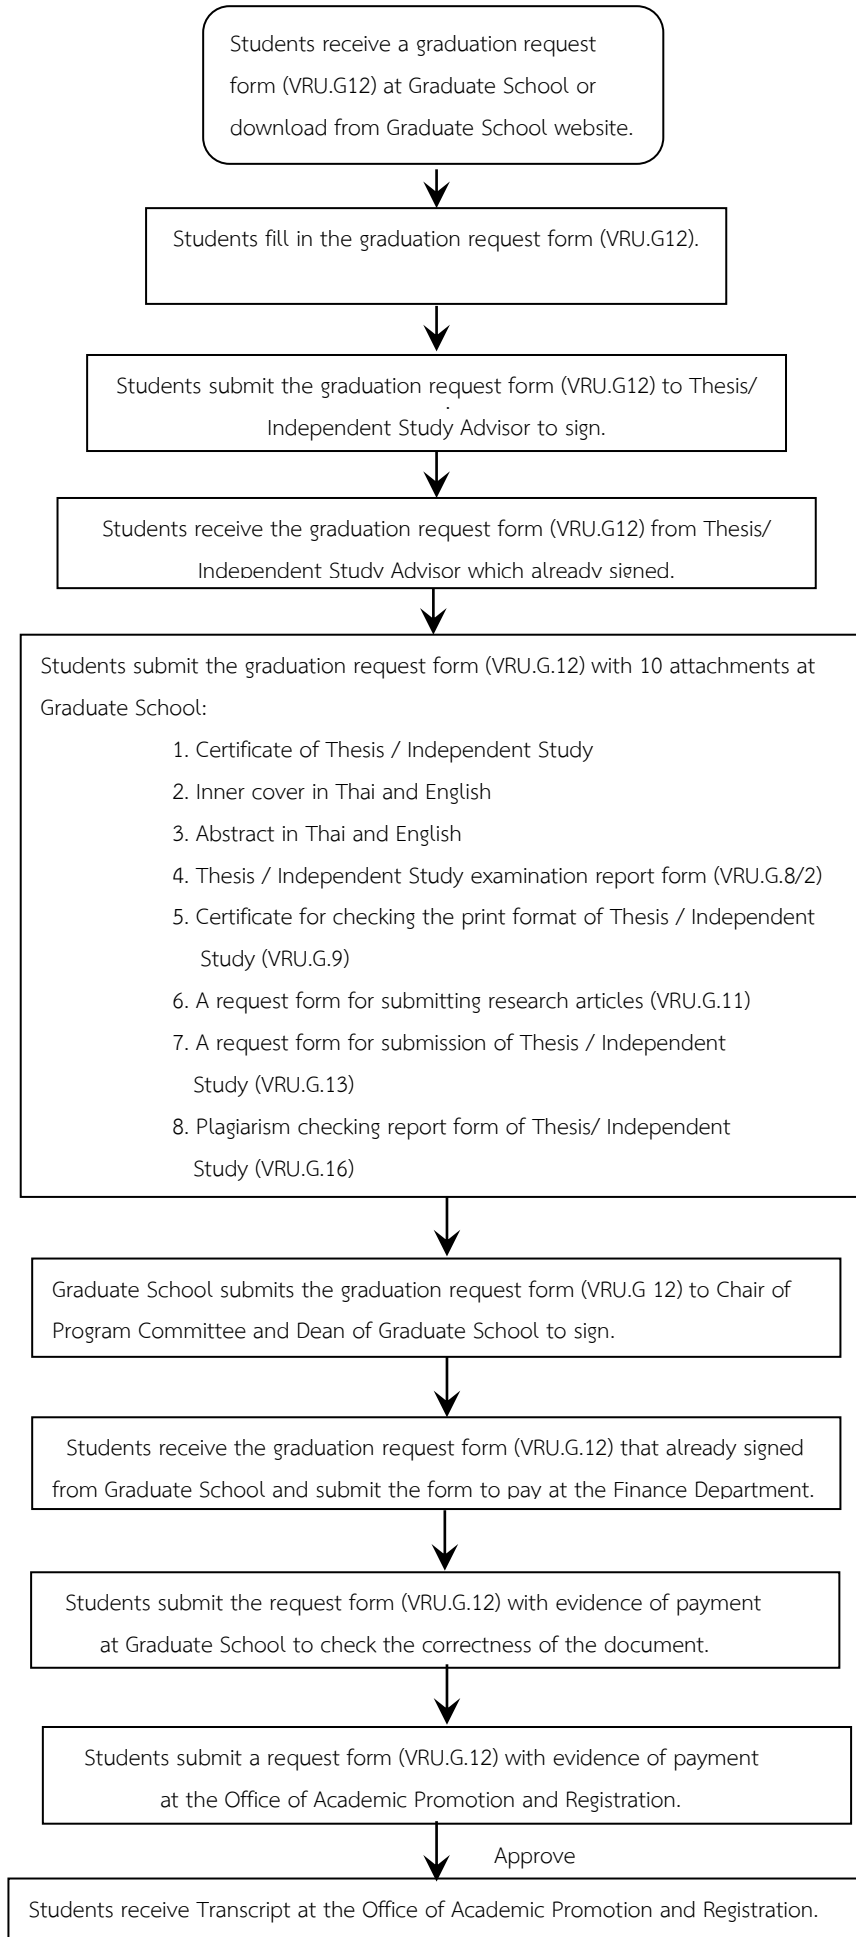 Students receive a graduation request
form (VRU.G12) at Graduate School or
download from Graduate School website.
Students fill in the graduation request form (VRU.G12).
Students submit the graduation request form (VRU.G12) to Thesis/
Independent Study Advisor to sign.
Students receive the graduation request form (VRU.G12) from Thesis/
Independent Study Advisor which already signed.
Students submit the graduation request form (VRU.G.12) with 10 attachments at
Graduate School:
1. Certificate of Thesis / Independent Study
2. Inner cover in Thai and English
3. Abstract in Thai and English
4. Thesis / Independent Study examination report form (VRU.G.8/2)
5. Certificate for checking the print format of Thesis / Independent
Study (VRU.G.9)
6. A request form for submitting research articles (VRU.G.11)
7. A request form for submission of Thesis / Independent
Study (VRU.G.13)
8. Plagiarism checking report form of Thesis/ Independent
Study (VRU.G.16)
Graduate School submits the graduation request form (VRU.G 12) to Chair of
Program Committee and Dean of Graduate School to sign.
Students receive the graduation request form (VRU.G.12) that already signed
from Graduate School and submit the form to pay at the Finance Department.
Students submit the request form (VRU.G.12) with evidence of payment
at Graduate School to check the correctness of the document.
Students submit a request form (VRU.G.12) with evidence of payment
at the Office of Academic Promotion and Registration.
Approve
Students receive Transcript at the Office of Academic Promotion and Registration.